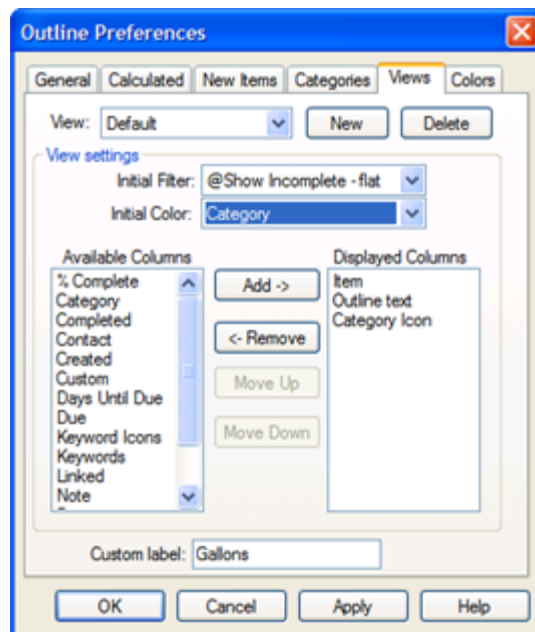 Outline Preferences
General Calculated New Items Categories Views Colors
View: Default New Delete
View settings
Initial Filter: @Show Incomplete - flat
Initial Color: Category
Available Columns
% Complete
Category
Completed
Contact
Created
Custom
Days Until Due
Due
Keyword Icons
Keywords
Linked
Note
Add ->
<- Remove
Move Up
Move Down
Displayed Columns
Item
Outline text
Category Icon
Custom label: Gallons
OK Cancel Apply Help